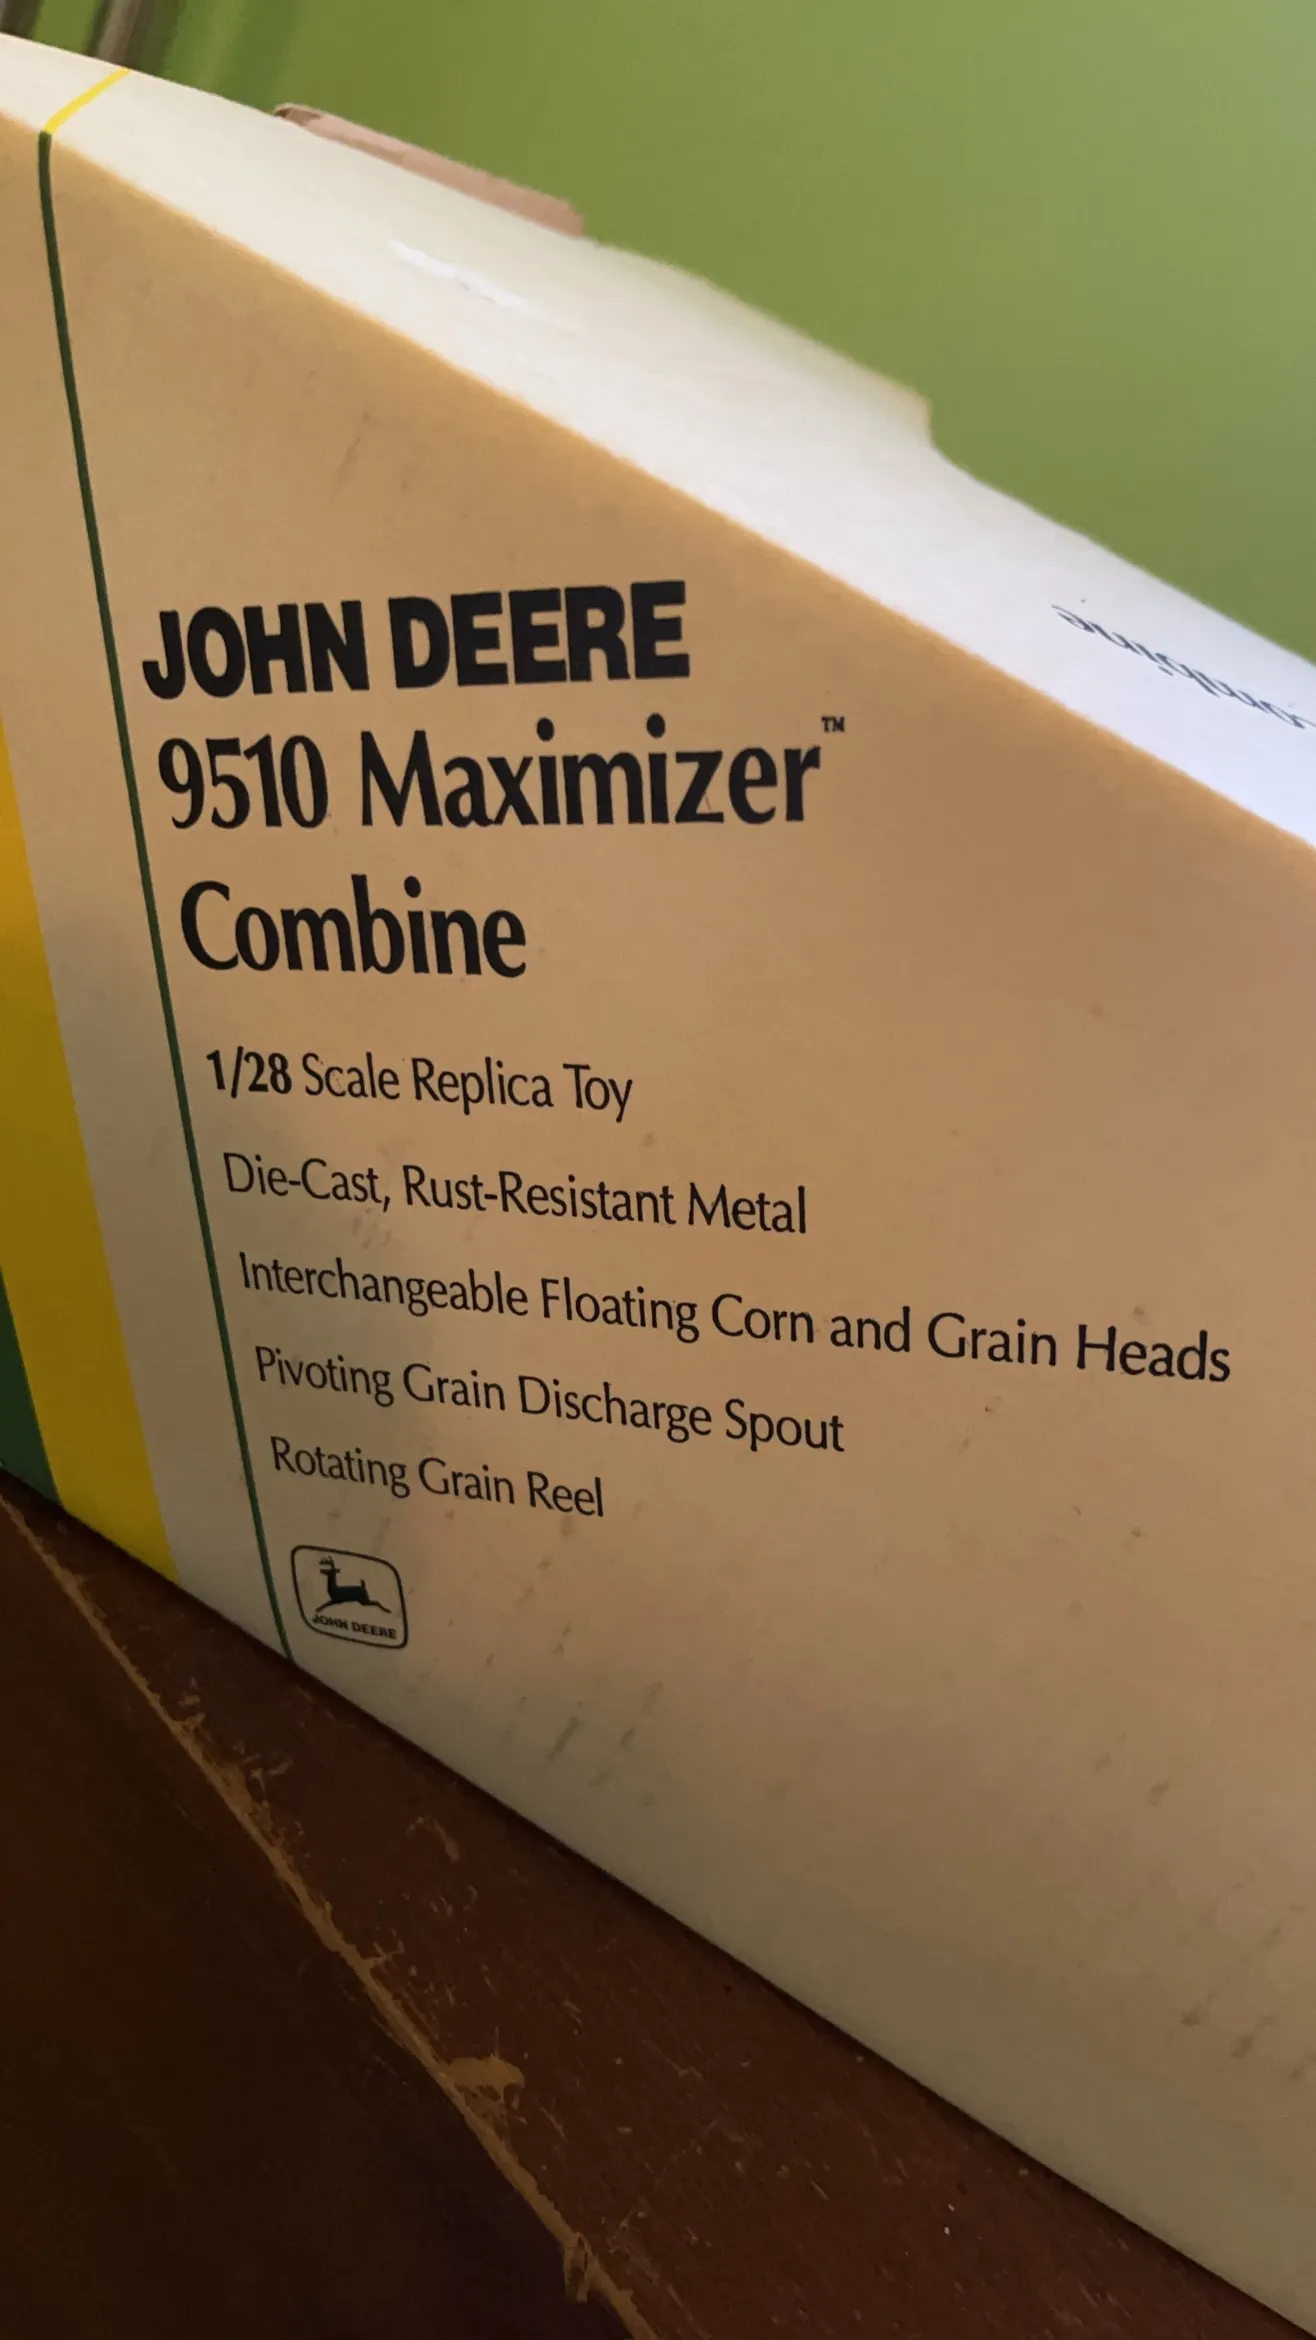 JOHN DEERE
9510 Maximizer™
Combine
1/28 Scale Replica Toy
Die-Cast, Rust-Resistant Metal
Interchangeable Floating Corn and Grain Heads
Pivoting Grain Discharge Spout
Rotating Grain Reel
JOHN DEERE